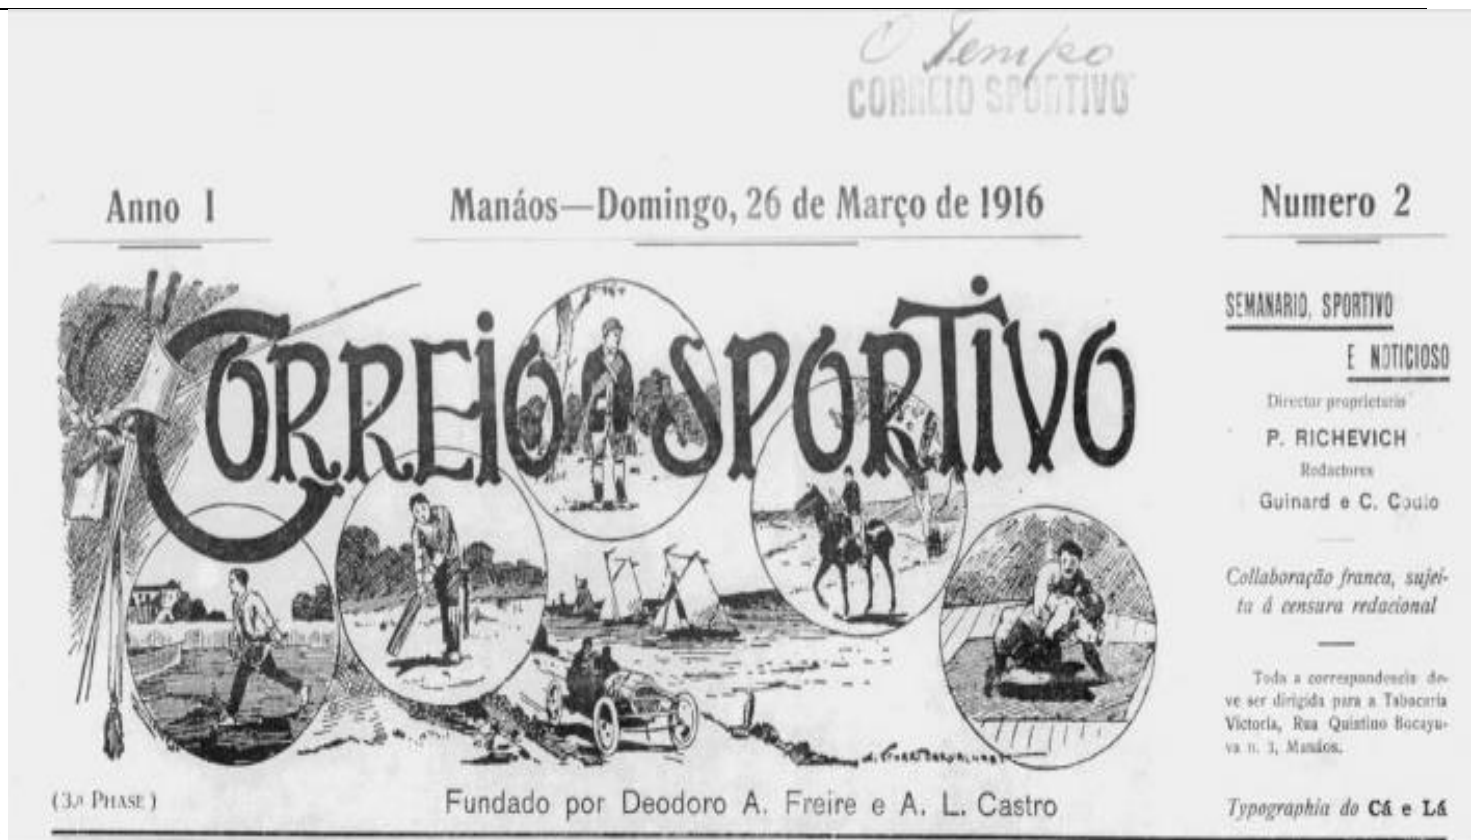 O Tempo
CORREIO SPORTIVO
Anno I
Manáos—Domingo, 26 de Março de 1916
Numero 2
CORREIO SPORTIVO
SEMANARIO, SPORTIVO
E NOTICIOSO
Director proprietario
P. RICHEVICH
Redactores
Guinard e C. Couto
Collaboração franca, sujei-
ta á censura redacional
Toda a correspondencia de-
ve ser dirigida para a Tabacaria
Victoria, Rua Quintino Bocayu-
va n. 3, Manáos.
(3.ª PHASE)
Fundado por Deodoro A. Freire e A. L. Castro
Typographia do Cá e Lá